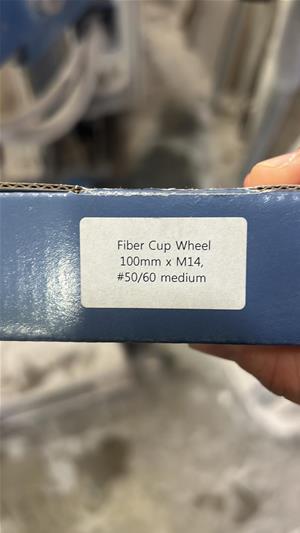 Fiber Cup Wheel
100mm x M14,
#50/60 medium